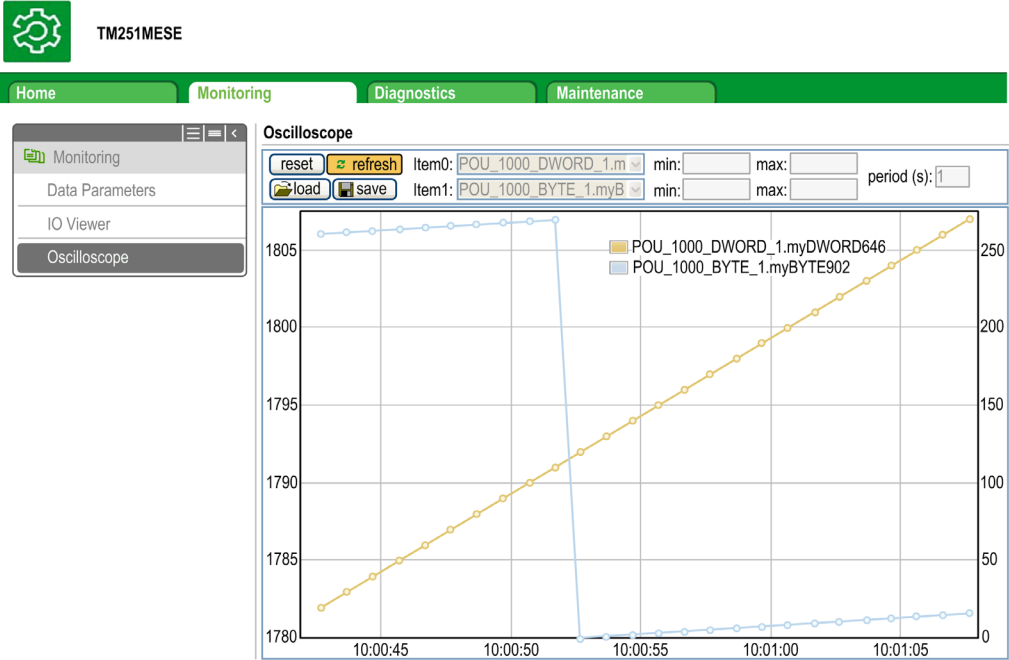 TM251MESE
Home Monitoring Diagnostics Maintenance
Monitoring
Data Parameters
IO Viewer
Oscilloscope
Oscilloscope
reset refresh Item0: POU_1000_DWORD_1.m min: max: period (s): 1
load save Item1: POU_1000_BYTE_1.myB min: max:
POU_1000_DWORD_1.myDWORD646
POU_1000_BYTE_1.myBYTE902
1805 250
1800 200
1795 150
1790 100
1785 50
1780 0
10:00:45 10:00:50 10:00:55 10:01:00 10:01:05